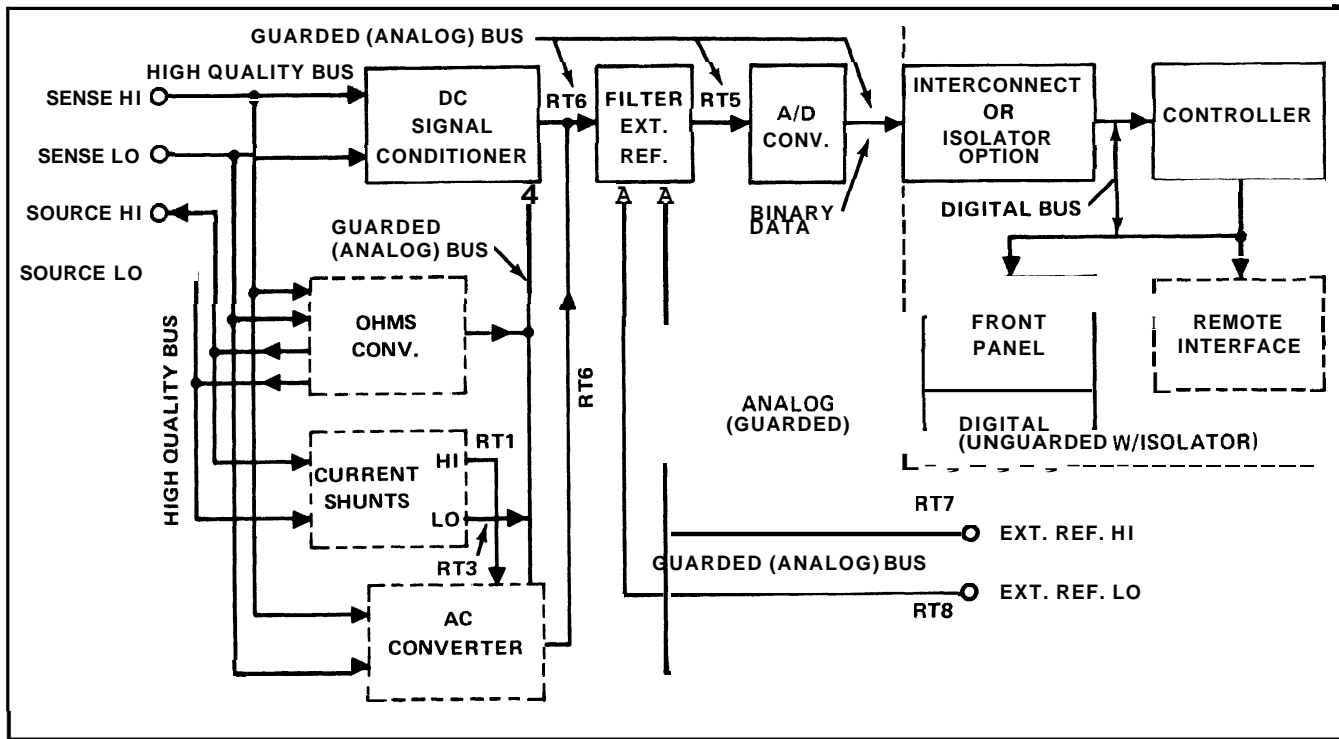 GUARDED (ANALOG) BUS
HIGH QUALITY BUS
SENSE HI
SENSE LO
SOURCE HI
SOURCE LO
DC
SIGNAL
CONDITIONER
4
RT6
FILTER
EXT.
REF.
A A
RT5
A/D
CONV.
BINARY
DATA
INTERCONNECT
OR
ISOLATOR
OPTION
CONTROLLER
DIGITAL BUS
GUARDED
(ANALOG) BUS
OHMS
CONV.
HIGH QUALITY BUS
RT6
FRONT
PANEL
REMOTE
INTERFACE
ANALOG
(GUARDED)
DIGITAL
(UNGUARDED W/ISOLATOR)
RT1
HI
CURRENT
SHUNTS
LO
RT3
AC
CONVERTER
RT7
EXT. REF. HI
GUARDED (ANALOG) BUS
RT8
EXT. REF. LO